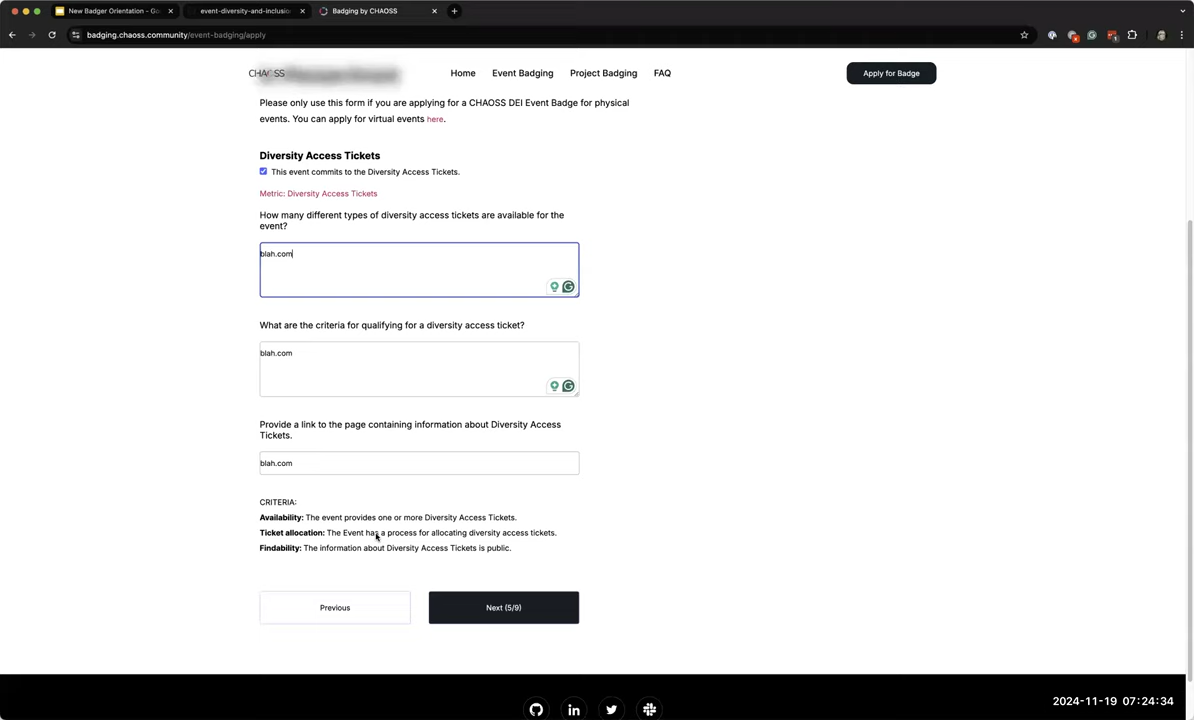 New Badger Orientation – Go
event-diversity-and-inclusio
Badging by CHAOSS
badging.chaoss.community/event-badging/apply
CHAOSS
Home
Event Badging
Project Badging
FAQ
Apply for Badge
Please only use this form if you are applying for a CHAOSS DEI Event Badge for physical
events. You can apply for virtual events here.
Diversity Access Tickets
This event commits to the Diversity Access Tickets.
Metric: Diversity Access Tickets
How many different types of diversity access tickets are available for the
event?
blah.com
What are the criteria for qualifying for a diversity access ticket?
blah.com
Provide a link to the page containing information about Diversity Access
Tickets.
blah.com
CRITERIA:
Availability: The event provides one or more Diversity Access Tickets.
Ticket allocation: The Event has a process for allocating diversity access tickets.
Findability: The information about Diversity Access Tickets is public.
Previous
Next (5/9)
2024-11-19 07:24:34